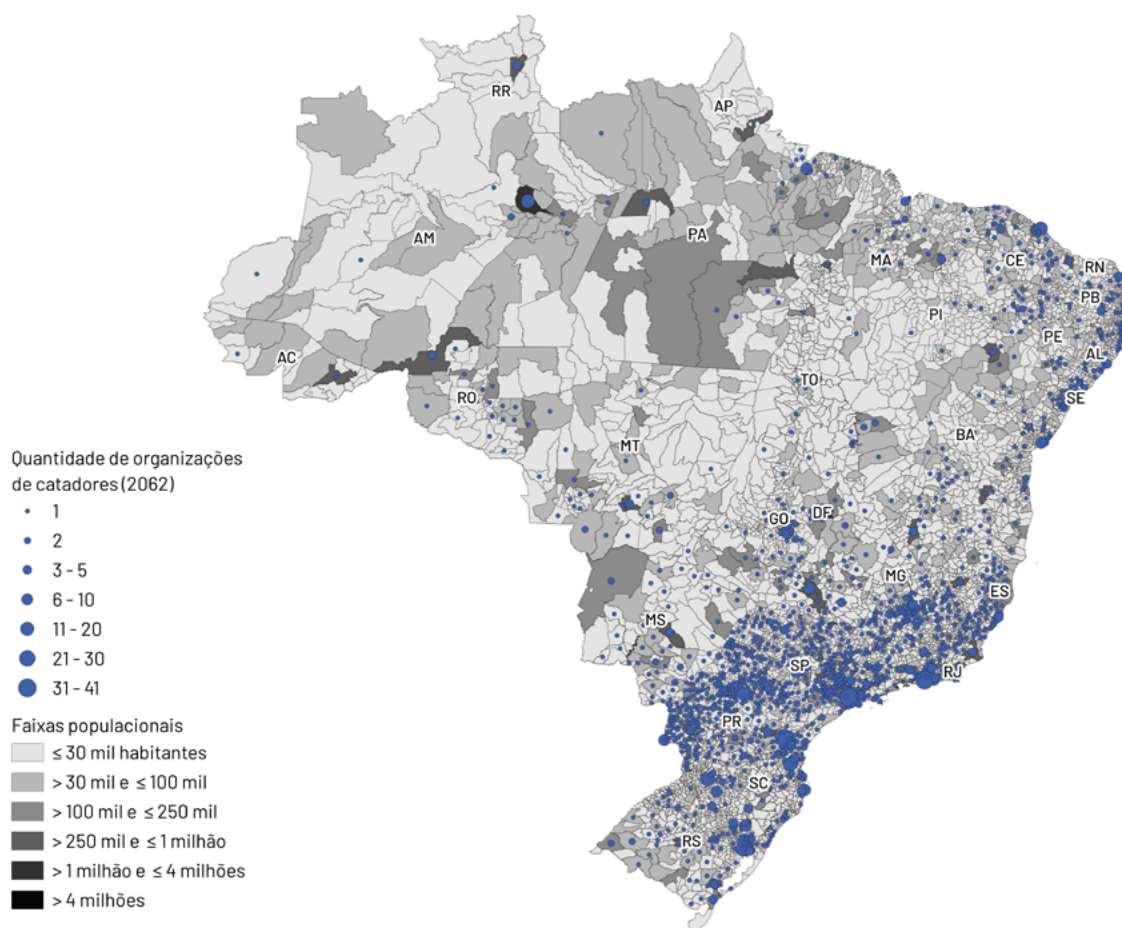 RR
AP
AM
PA
MA
CE
RN
PB
PI
PE
AC
AL
TO
SE
RO
BA
MT
GO
DF
MG
ES
MS
SP
RJ
PR
SC
RS
Quantidade de organizações
de catadores (2062)
1
2
3 - 5
6 - 10
11 - 20
21 - 30
31 - 41
Faixas populacionais
≤ 30 mil habitantes
> 30 mil e ≤ 100 mil
> 100 mil e ≤ 250 mil
> 250 mil e ≤ 1 milhão
> 1 milhão e ≤ 4 milhões
> 4 milhões